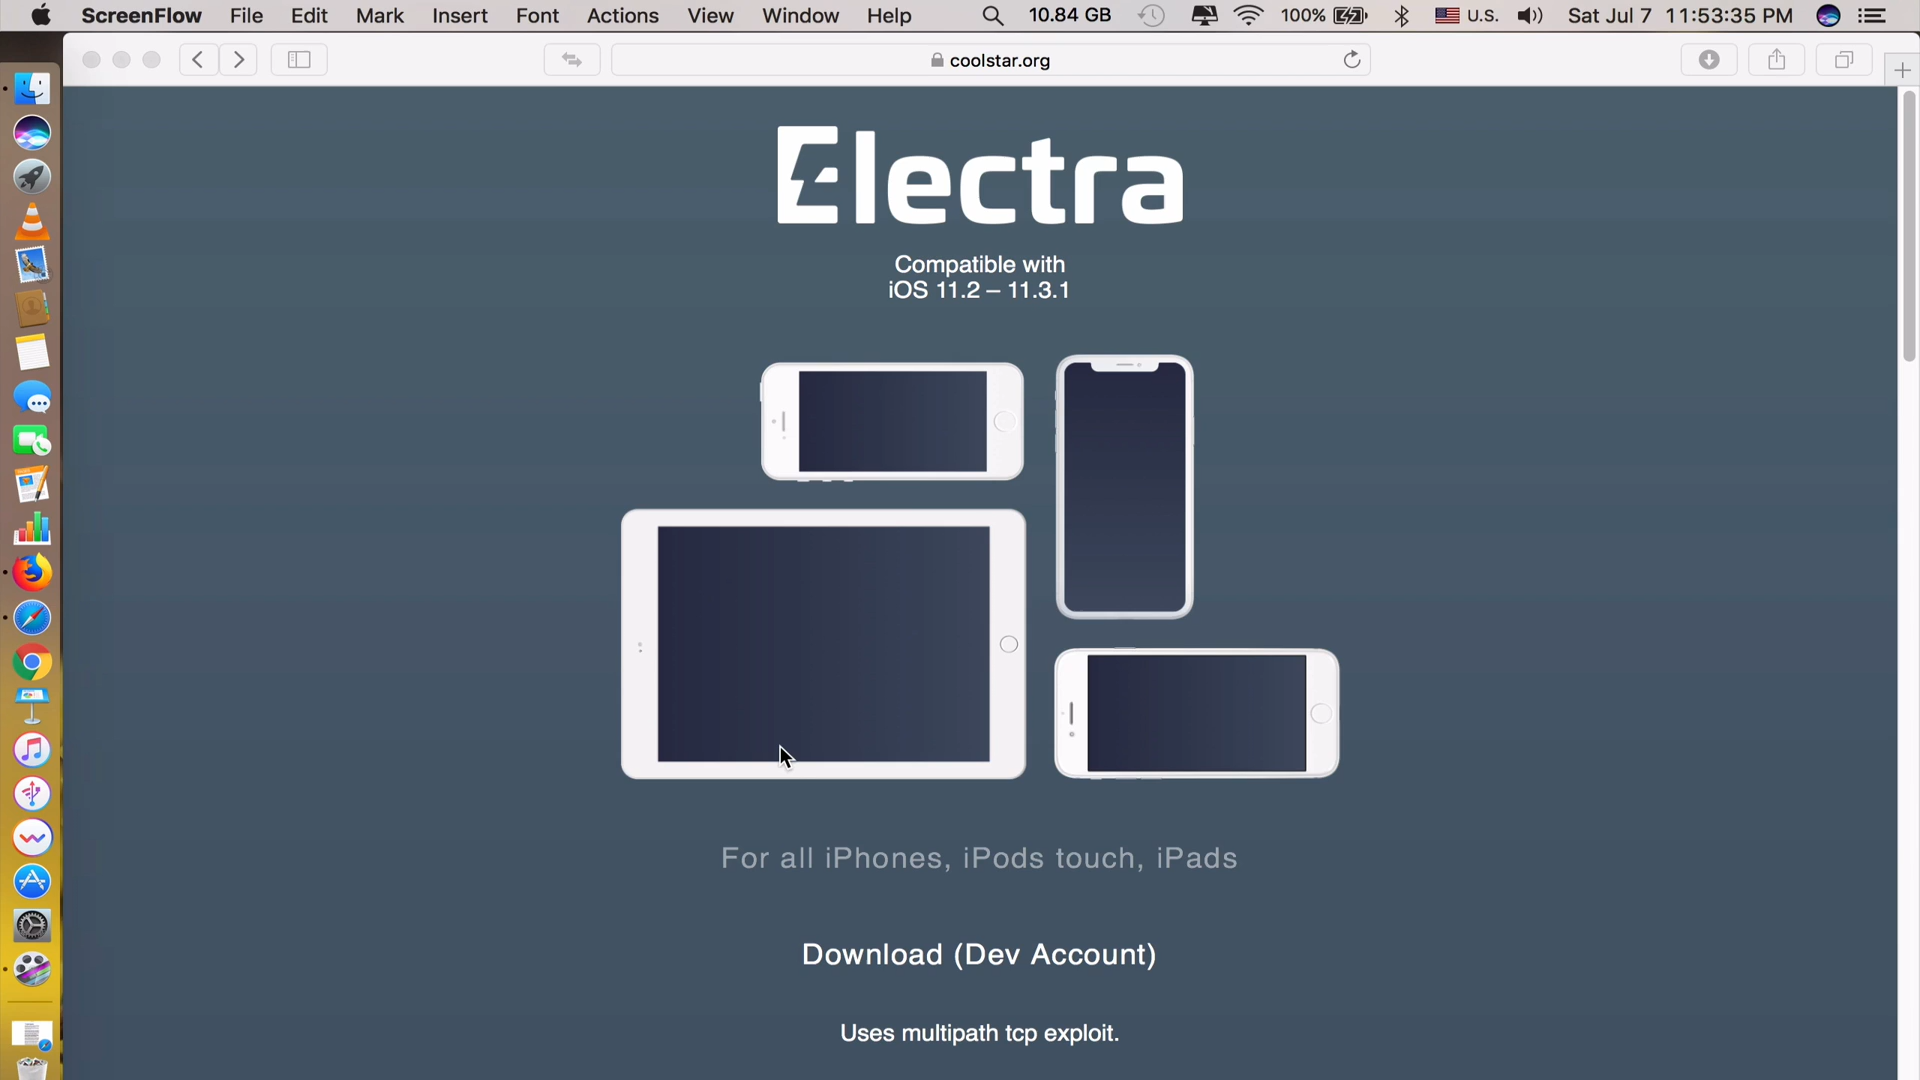 ScreenFlow File Edit Mark Insert Font Actions View Window Help 10.84 GB 100% U.S. Sat Jul 7 11:53:35 PM
coolstar.org
Electra
Compatible with
iOS 11.2 – 11.3.1
For all iPhones, iPods touch, iPads
Download (Dev Account)
Uses multipath tcp exploit.